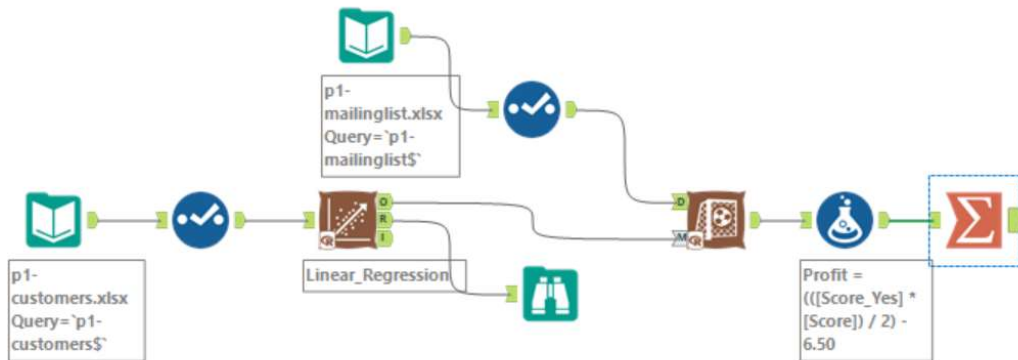 p1-
mailinglist.xlsx
Query=`p1-
mailinglist$`
D
M
O
R
I
Linear_Regression
p1-
customers.xlsx
Query=`p1-
customers$`
Profit =
(([Score_Yes] *
[Score]) / 2) -
6.50